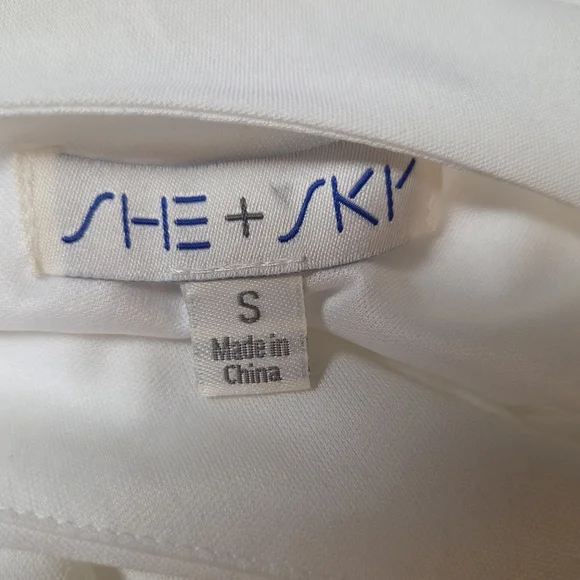 SHE + SKY
S
Made in
China